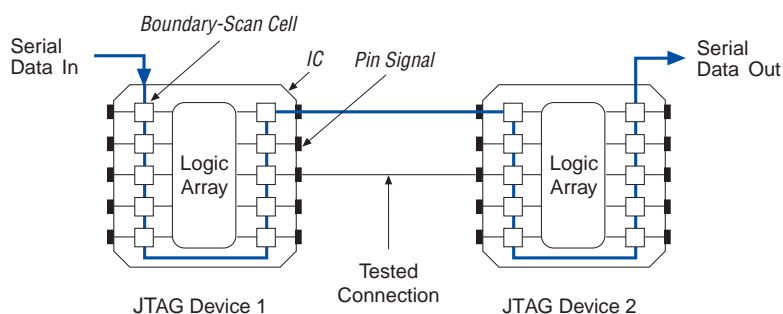 Boundary-Scan Cell
Serial
Data In
IC
Pin Signal
Serial
Data Out
Logic
Array
Logic
Array
Tested
Connection
JTAG Device 1
JTAG Device 2